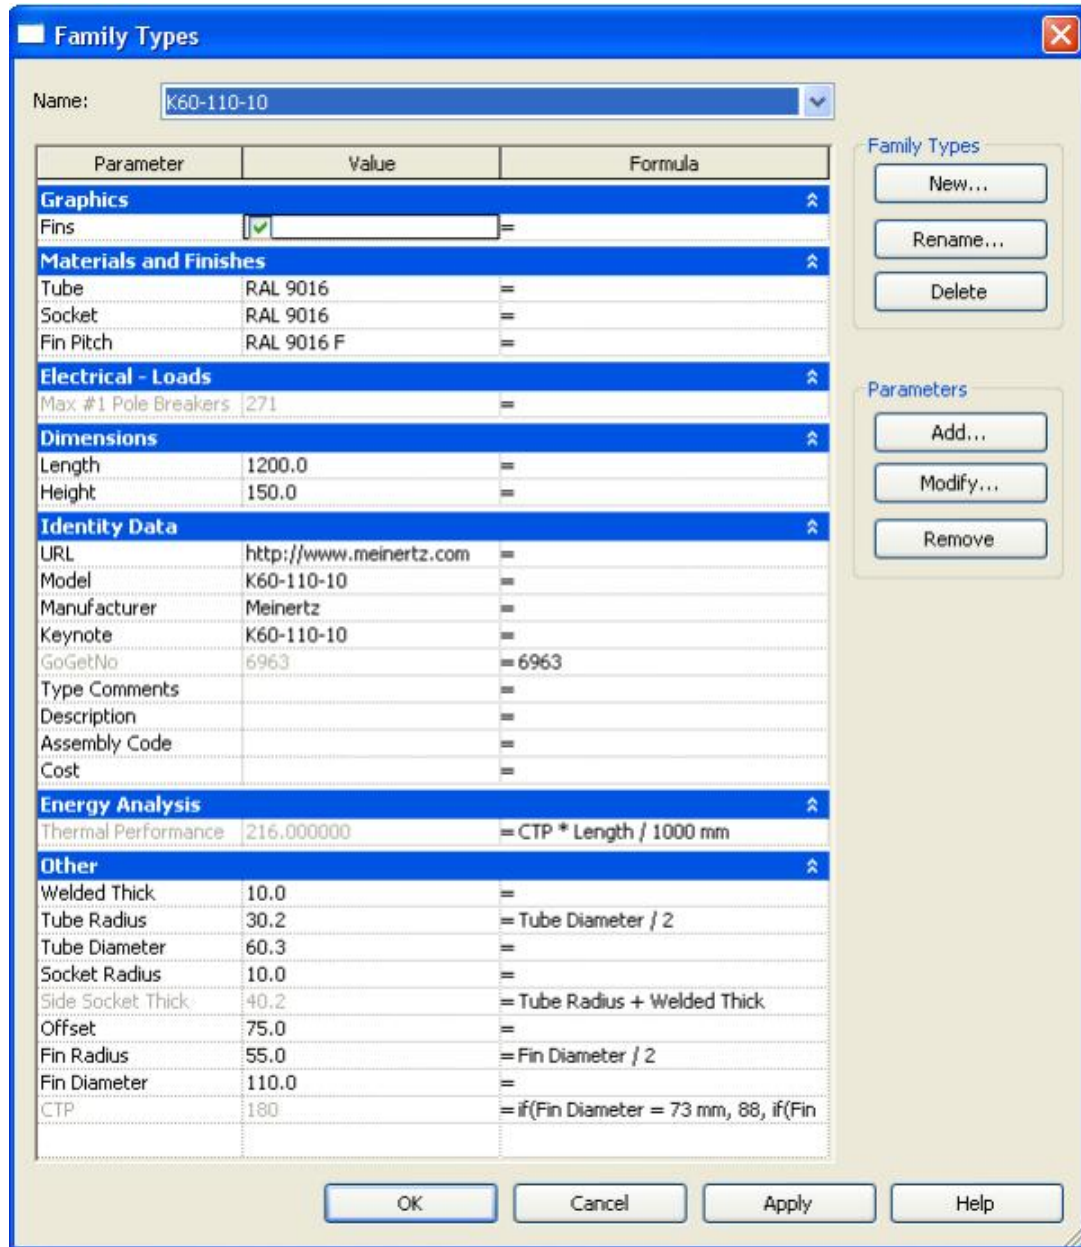 Family Types
Name: K60-110-10
Parameter Value Formula
Graphics
Fins =
Materials and Finishes
Tube RAL 9016 =
Socket RAL 9016 =
Fin Pitch RAL 9016 F =
Electrical - Loads
Max #1 Pole Breakers 271 =
Dimensions
Length 1200.0 =
Height 150.0 =
Identity Data
URL http://www.meinertz.com =
Model K60-110-10 =
Manufacturer Meinertz =
Keynote K60-110-10 =
GoGetNo 6963 = 6963
Type Comments =
Description =
Assembly Code =
Cost =
Energy Analysis
Thermal Performance 216.000000 = CTP * Length / 1000 mm
Other
Welded Thick 10.0 =
Tube Radius 30.2 = Tube Diameter / 2
Tube Diameter 60.3 =
Socket Radius 10.0 =
Side Socket Thick 40.2 = Tube Radius + Welded Thick
Offset 75.0 =
Fin Radius 55.0 = Fin Diameter / 2
Fin Diameter 110.0 =
CTP 180 = if(Fin Diameter = 73 mm, 88, if(Fin
Family Types
New...
Rename...
Delete
Parameters
Add...
Modify...
Remove
OK Cancel Apply Help